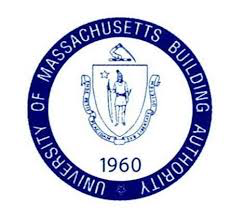 UNIVERSITY OF MASSACHUSETTS BUILDING AUTHORITY
1960